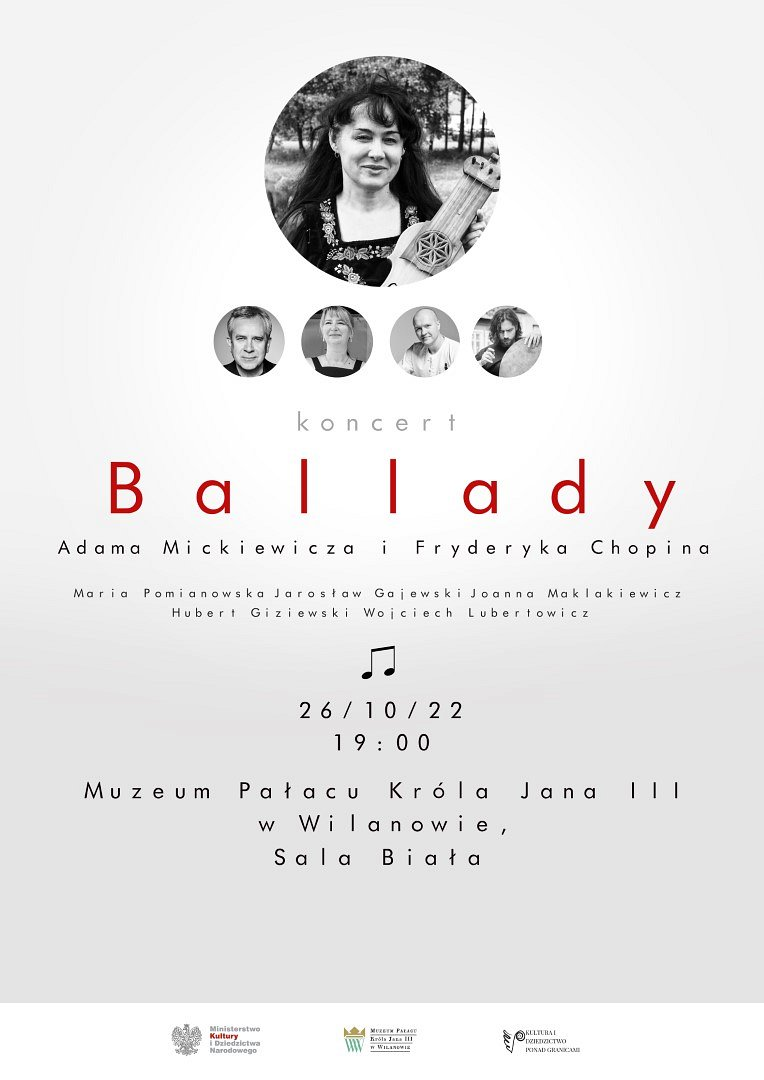 koncert
Ballady
Adama Mickiewicza i Fryderyka Chopina
Maria Pomianowska Jarosław Gajewski Joanna Maklakiewicz
Hubert Giziewski Wojciech Lubertowicz
26/10/22
19:00
Muzeum Pałacu Króla Jana III
w Wilanowie,
Sala Biała
Ministerstwo
Kultury
i Dziedzictwa
Narodowego
Muzeum Pałacu
Króla Jana III
w Wilanowie
KULTURA I
DZIEDZICTWO
PONAD GRANICAMI